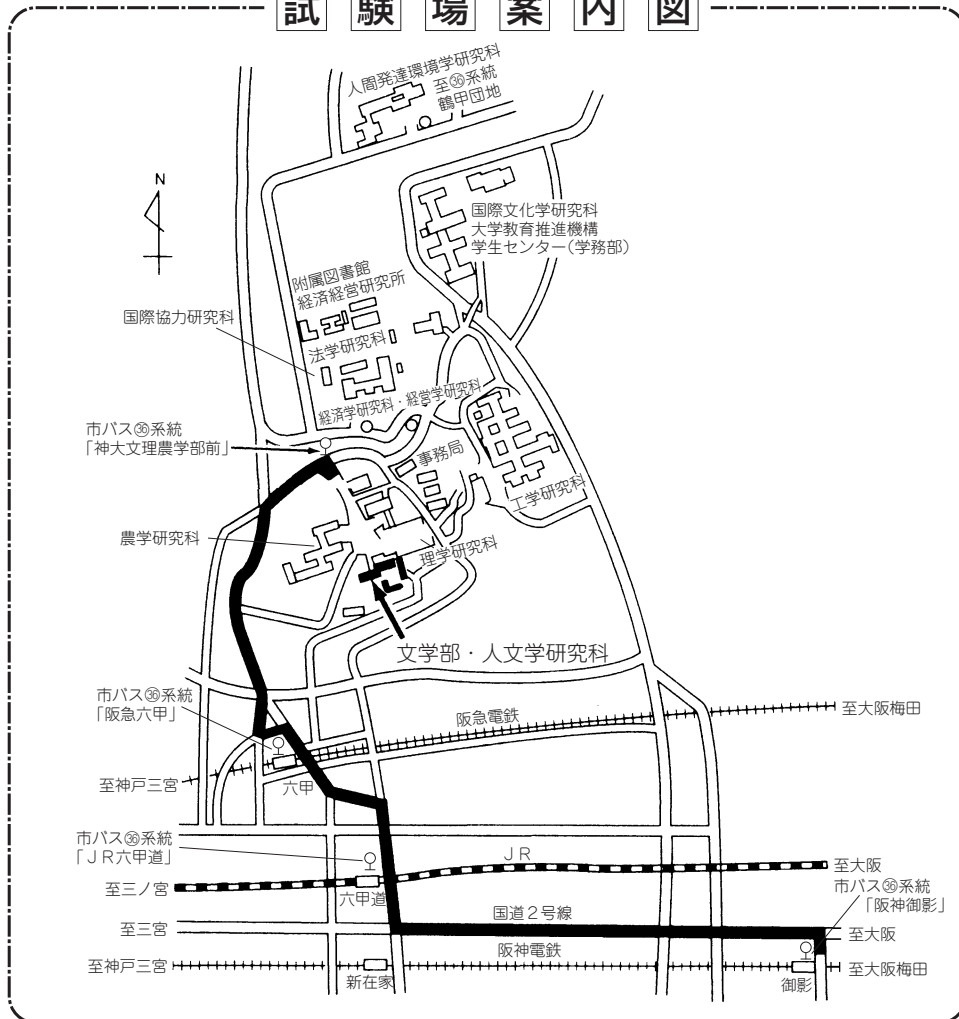 試験場案内図
人間発達環境学研究科
至㊱系統
鶴甲団地
N
国際文化学研究科
大学教育推進機構
学生センター（学務部）
附属図書館
経済経営研究所
国際協力研究科
法学研究科
経済学研究科・経営学研究科
市バス㊱系統
「神大文理農学部前」
事務局
工学研究科
農学研究科
理学研究科
文学部・人文学研究科
市バス㊱系統
「阪急六甲」
阪急電鉄
至大阪梅田
至神戸三宮
六甲
市バス㊱系統
「ＪＲ六甲道」
ＪＲ
至大阪
至三ノ宮
六甲道
市バス㊱系統
「阪神御影」
国道２号線
至三宮
至大阪
阪神電鉄
至神戸三宮
至大阪梅田
新在家
御影